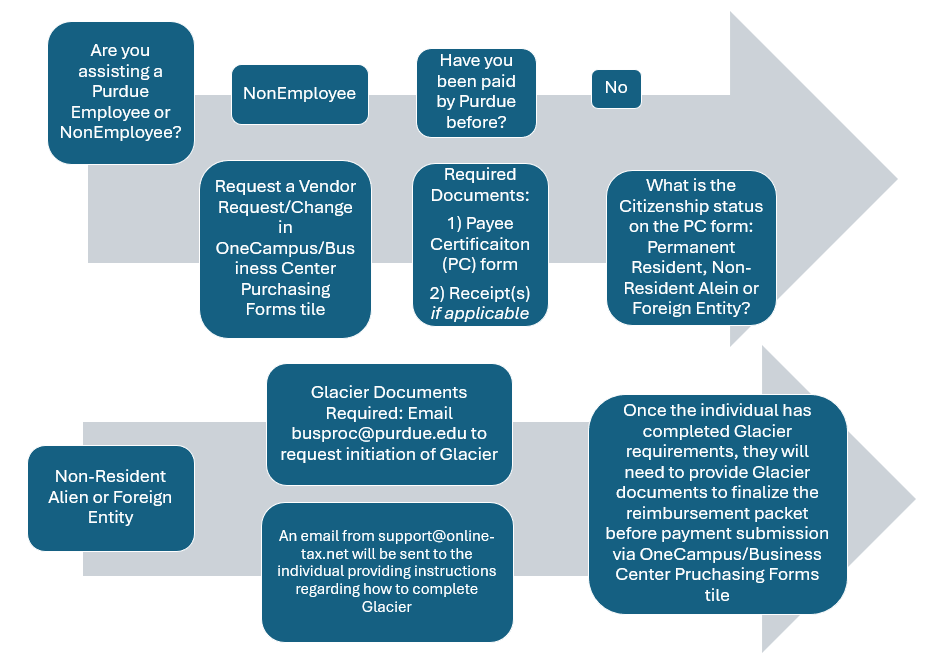 Are you
assisting a
Purdue
Employee or
NonEmployee?
NonEmployee
Have you
been paid
by Purdue
before?
No
Request a Vendor
Request/Change
in
OneCampus/Bus
iness Center
Purchasing
Forms tile
Required
Documents:
1) Payee
Certificaiton
(PC) form
2) Receipt(s)
if applicable
What is the
Citizenship status
on the PC form:
Permanent
Resident, Non-
Resident Alein or
Foreign Entity?
Non-Resident
Alien or Foreign
Entity
Glacier Documents
Required: Email
busproc@purdue.edu to
request initiation of Glacier
An email from support@online-
tax.net will be sent to the
individual providing instructions
regarding how to complete
Glacier
Once the individual has
completed Glacier
requirements, they will
need to provide Glacier
documents to finalize the
reimbursement packet
before payment submission
via OneCampus/Business
Center Pruchasing Forms
tile